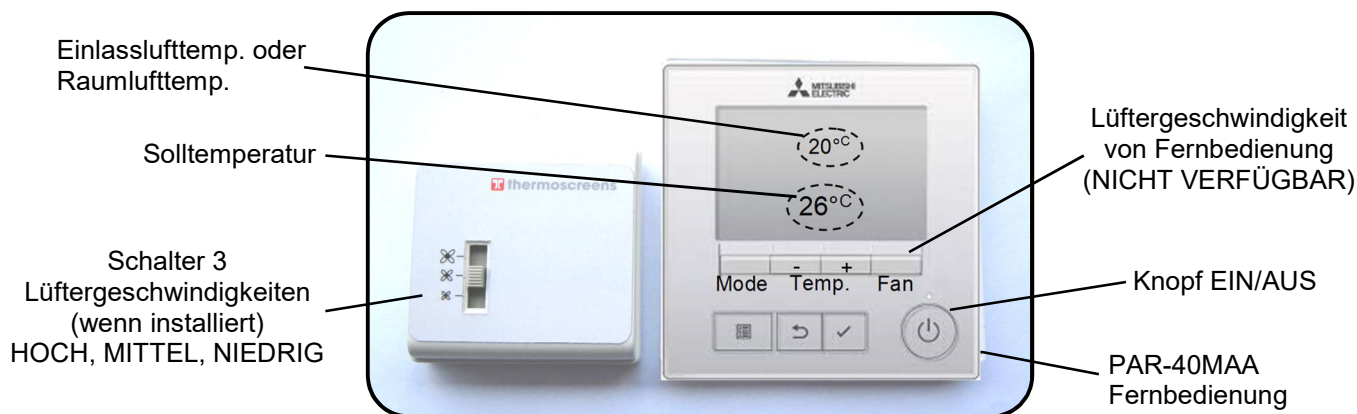 Einlasslufttemp. oder
Raumlufttemp.
Solltemperatur
Schalter 3
Lüftergeschwindigkeiten
(wenn installiert)
HOCH, MITTEL, NIEDRIG
thermoscreens
MITSUBISHI
ELECTRIC
20°C
26°C
- +
Mode Temp. Fan
Lüftergeschwindigkeit
von Fernbedienung
(NICHT VERFÜGBAR)
Knopf EIN/AUS
PAR-40MAA
Fernbedienung